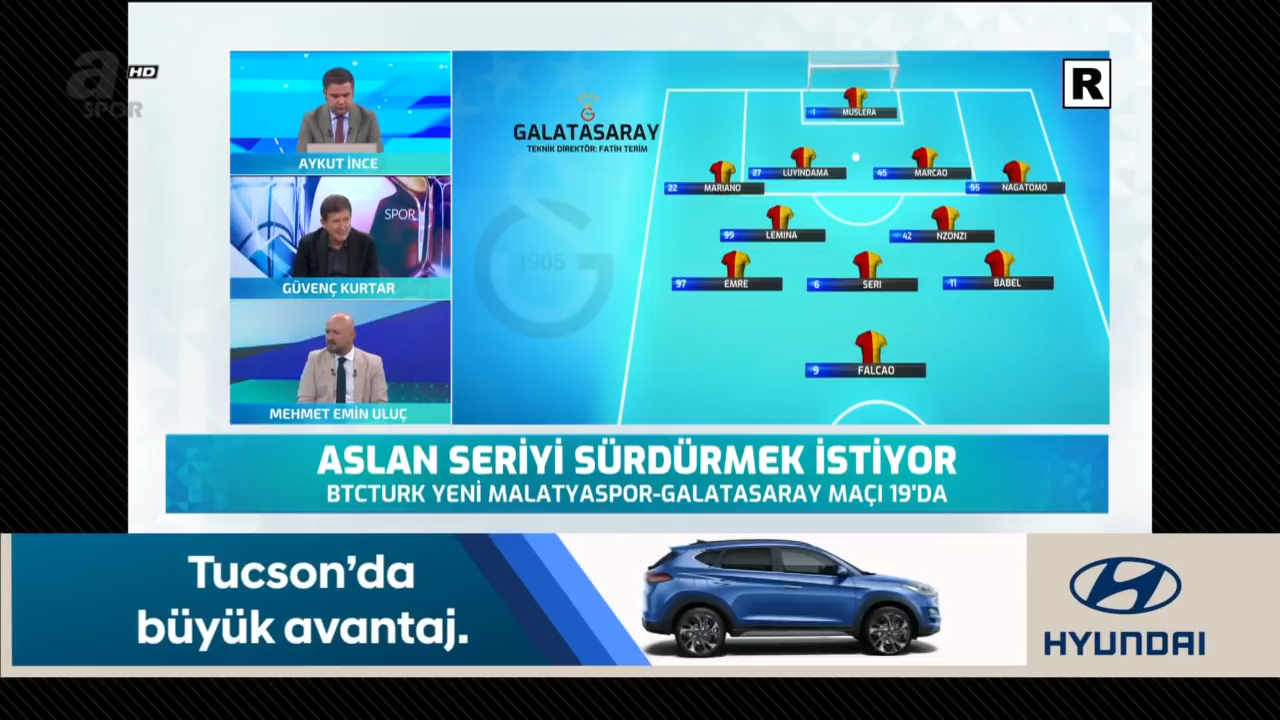 a HD
SPOR
R
GALATASARAY
TEKNİK DİREKTÖR: FATİH TERİM
1905
1 MUSLERA
22 MARIANO
27 LUYINDAMA
45 MARCAO
55 NAGATOMO
99 LEMINA
42 NZONZI
97 EMRE
6 SERI
11 BABEL
9 FALCAO
AYKUT İNCE
SPOR
GÜVENÇ KURTAR
MEHMET EMİN ULUÇ
ASLAN SERİYİ SÜRDÜRMEK İSTİYOR
BTCTURK YENİ MALATYASPOR-GALATASARAY MAÇI 19'DA
Tucson’da
büyük avantaj.
HYUNDAI